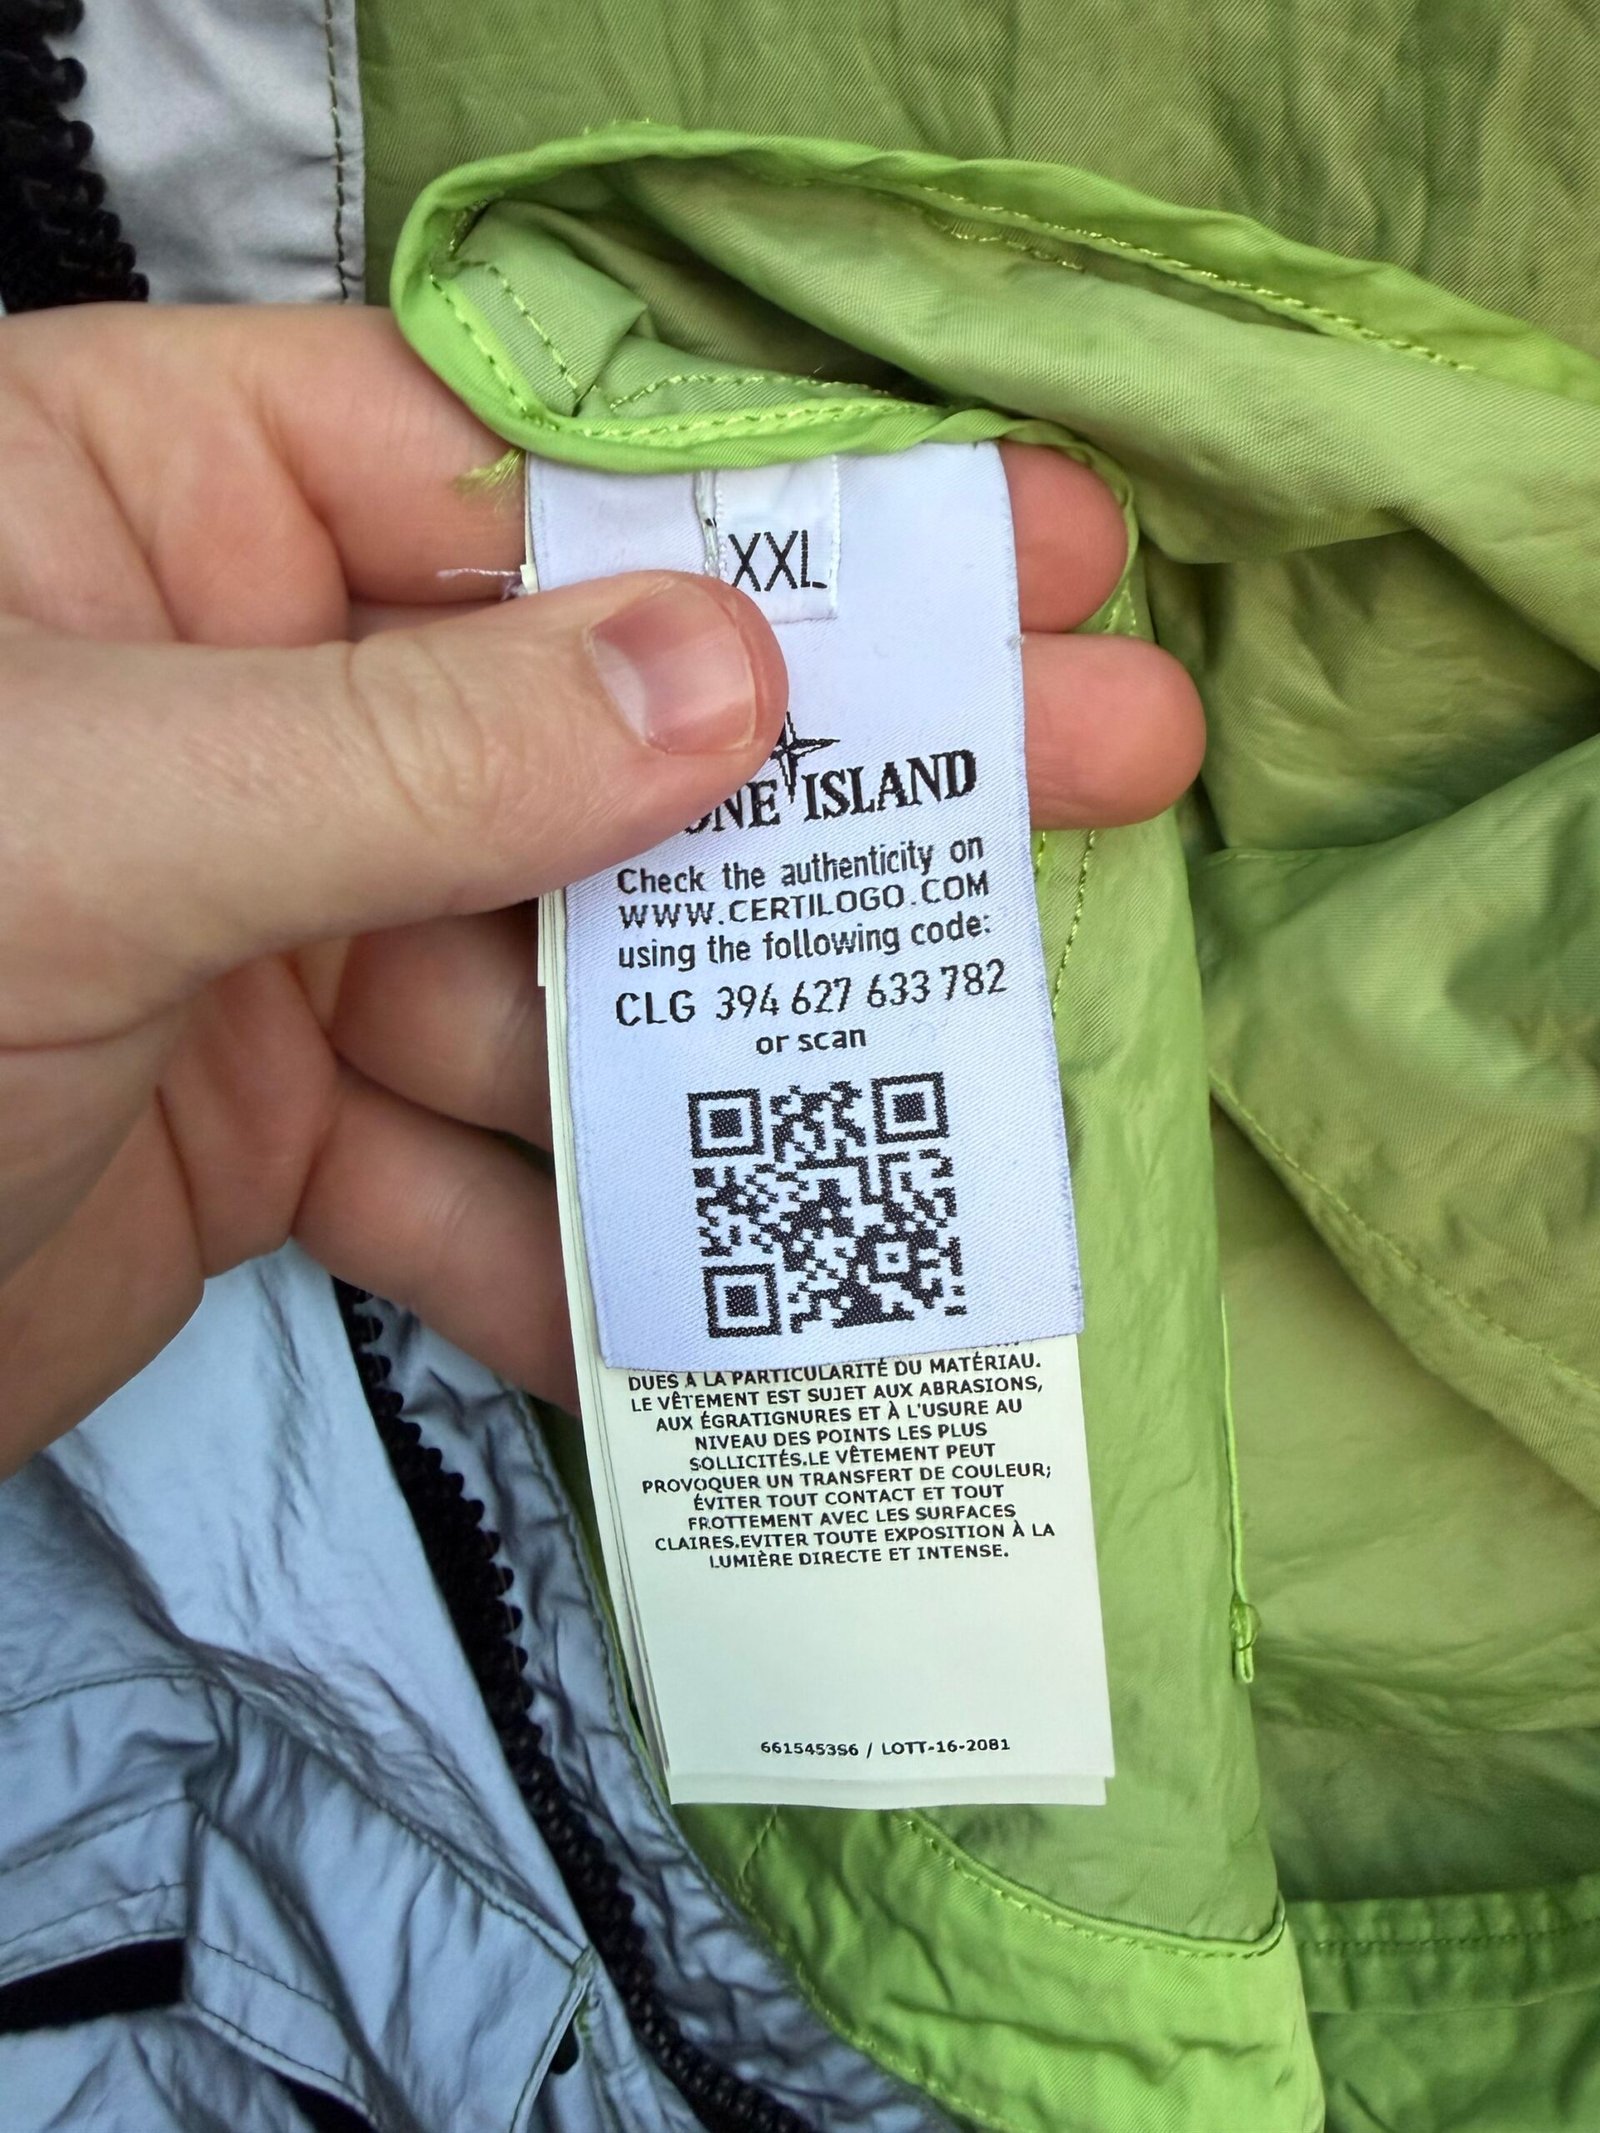 XXL
ISLAND
Check the authenticity on
WWW.CERTILOGO.COM
using the following code:
CLG 394 627 633 782
or scan
DUES À LA PARTICULARITÉ DU MATÉRIAU.
LE VÊTEMENT EST SUJET AUX ABRASIONS,
AUX ÉGRATIGNURES ET À L'USURE AU
NIVEAU DES POINTS LES PLUS
SOLLICITÉS.LE VÊTEMENT PEUT
PROVOQUER UN TRANSFERT DE COULEUR;
ÉVITER TOUT CONTACT ET TOUT
FROTTEMENT AVEC LES SURFACES
CLAIRES.EVITER TOUTE EXPOSITION À LA
LUMIÈRE DIRECTE ET INTENSE.
6615453S6 / LOTT-16-2081